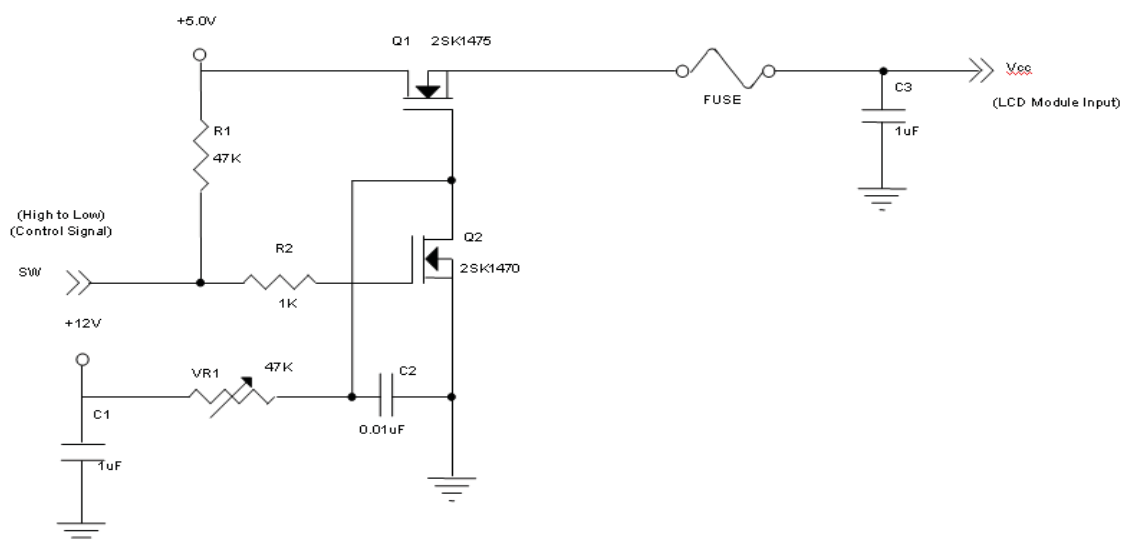 +5.0V
Q1 2SK1475
Vcc
FUSE
C3
(LCD Module Input)
R1
1uF
47K
(High to Low)
(Control Signal)
R2
Q2
SW
2SK1470
1K
+12V
VR1
47K
C2
C1
0.01uF
1uF